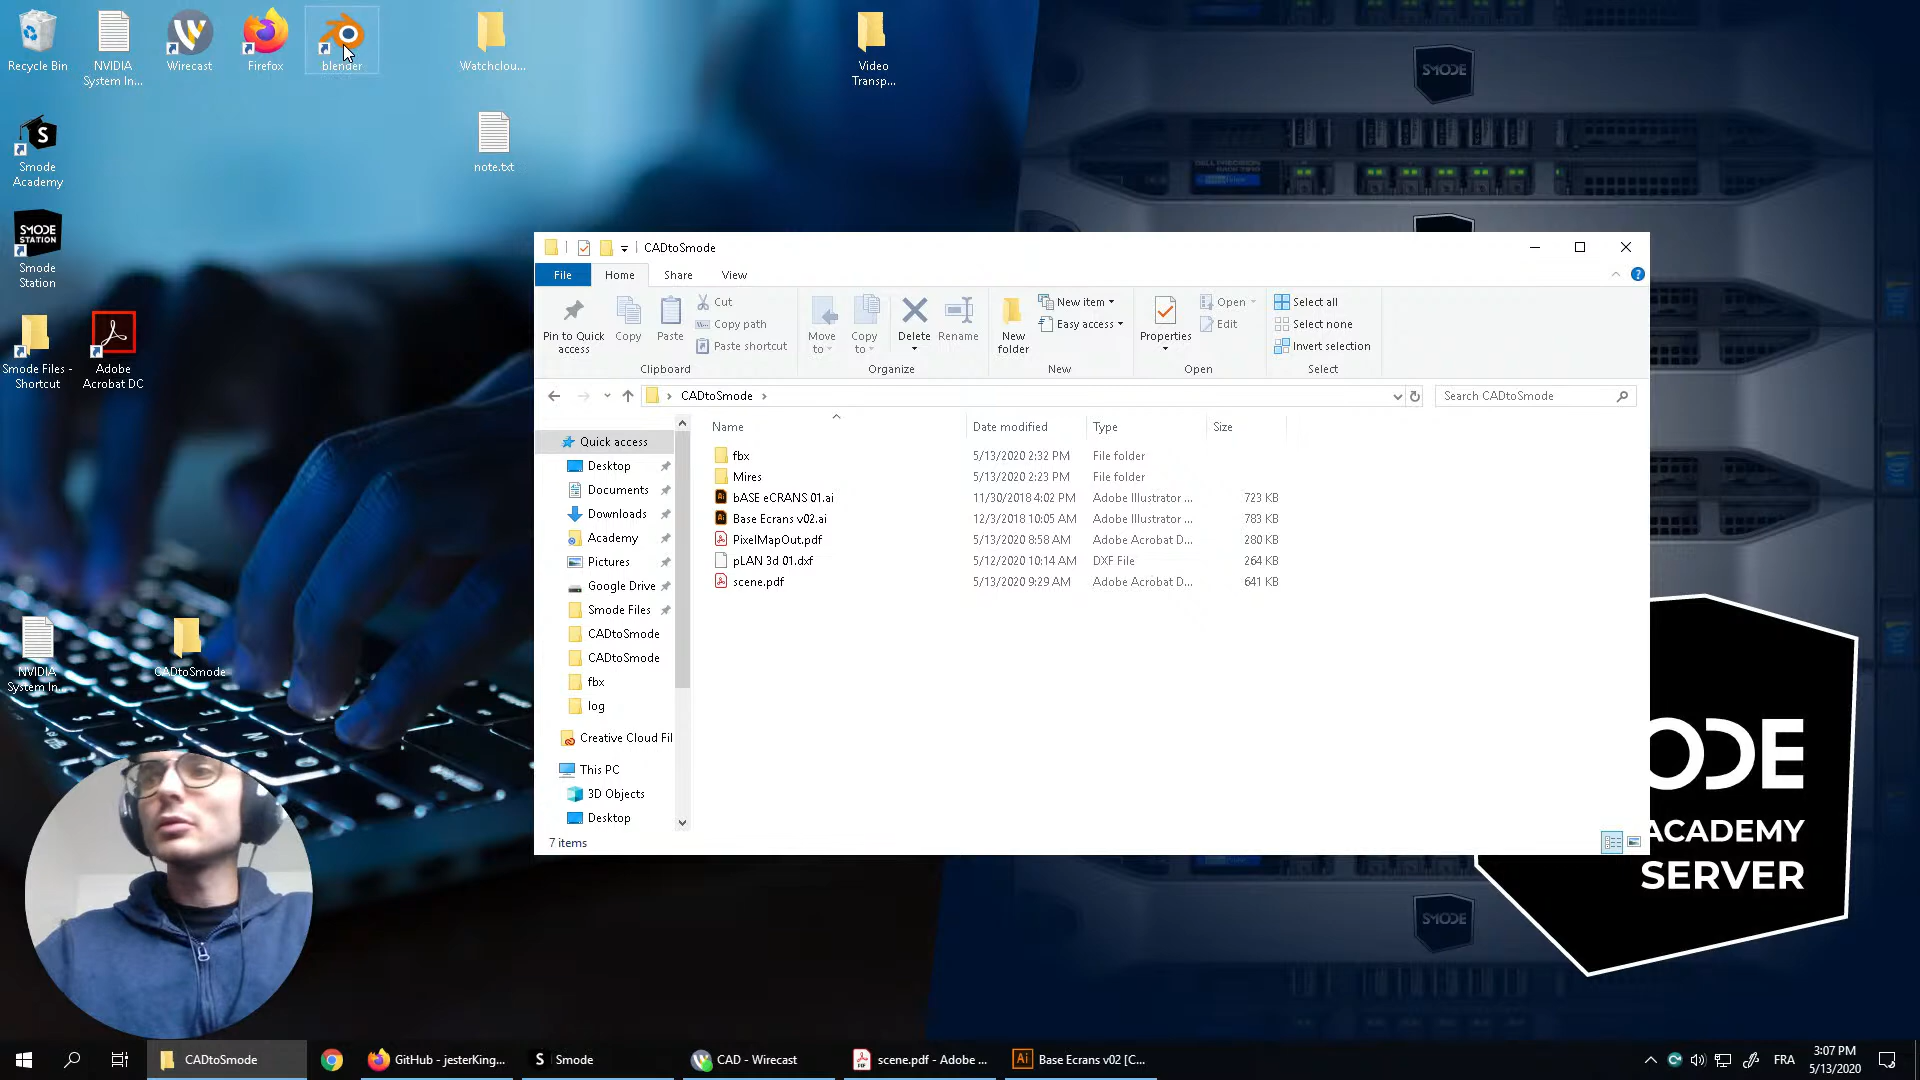 Recycle Bin
NVIDIA
System In...
Wirecast
Firefox
blender
Watchclou...
Video
Transp...
note.txt
Smode
Academy
SMODE
STATION
Smode
Station
Smode Files -
Shortcut
Adobe
Acrobat DC
NVIDIA
System In...
CADtoSmode
SMODE
CADtoSmode
File
Home
Share
View
Pin to Quick
access
Copy
Paste
Cut
Copy path
Paste shortcut
Clipboard
Move
to
Copy
to
Delete
Rename
Organize
New
folder
New item
Easy access
New
Properties
Open
Edit
Open
Select all
Select none
Invert selection
Select
CADtoSmode
Search CADtoSmode
Quick access
Desktop
Documents
Downloads
Academy
Pictures
Google Drive
Smode Files
CADtoSmode
CADtoSmode
fbx
log
Creative Cloud Fil
This PC
3D Objects
Desktop
Name Date modified Type Size
fbx 5/13/2020 2:32 PM File folder
Mires 5/13/2020 2:23 PM File folder
bASE eCRANS 01.ai 11/30/2018 4:02 PM Adobe Illustrator ... 723 KB
Base Ecrans v02.ai 12/3/2018 10:05 AM Adobe Illustrator ... 783 KB
PixelMapOut.pdf 5/13/2020 8:58 AM Adobe Acrobat D... 280 KB
pLAN 3d 01.dxf 5/12/2020 10:14 AM DXF File 264 KB
scene.pdf 5/13/2020 9:29 AM Adobe Acrobat D... 641 KB
7 items
ODE
ACADEMY
SERVER
SMODE
CADtoSmode
GitHub - jesterKing...
Smode
CAD - Wirecast
scene.pdf - Adobe ...
Base Ecrans v02 [C...
FRA
3:07 PM
5/13/2020